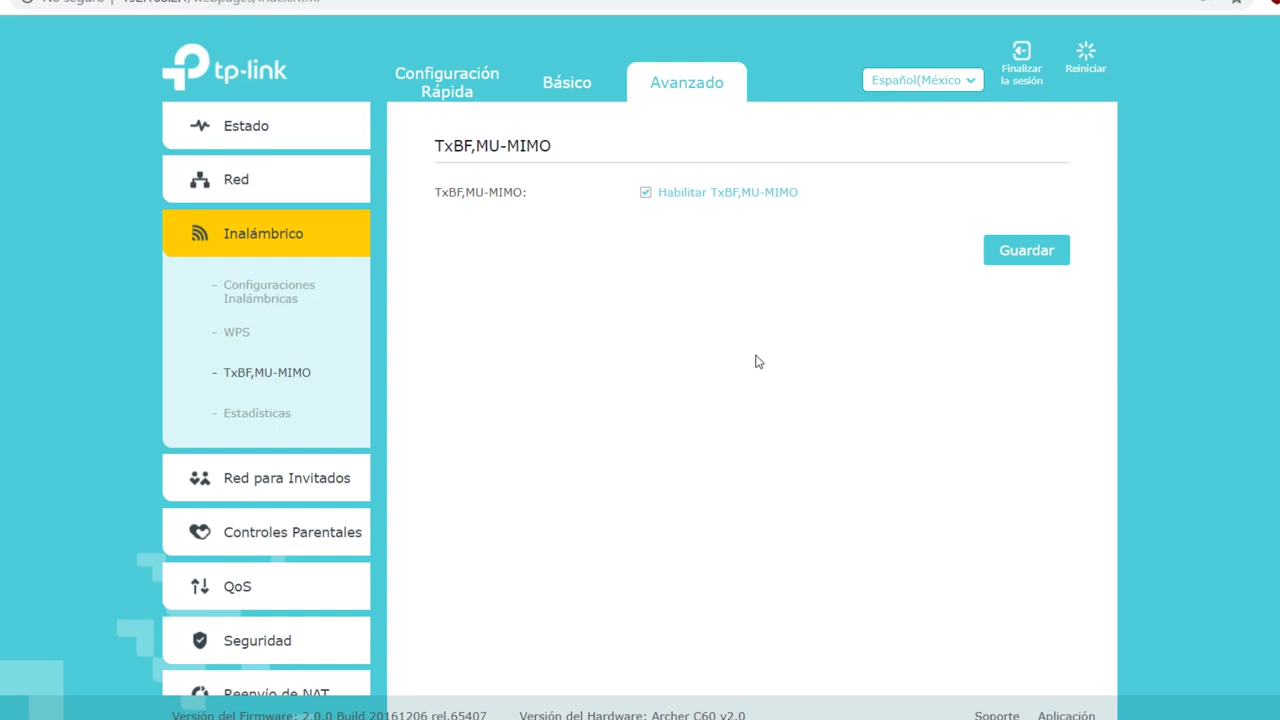 tp-link
Configuración
Rápida
Básico
Avanzado
Español(México
Finalizar
la sesión
Reiniciar
Estado
Red
Inalámbrico
- Configuraciones
Inalámbricas
- WPS
- TxBF,MU-MIMO
- Estadísticas
Red para Invitados
Controles Parentales
QoS
Seguridad
Reenvío de NAT
TxBF,MU-MIMO
TxBF,MU-MIMO:
Habilitar TxBF,MU-MIMO
Guardar
Versión del Firmware: 2.0.0 Build 20161206 rel.65407
Versión del Hardware: Archer C60 v2.0
Soporte
Aplicación